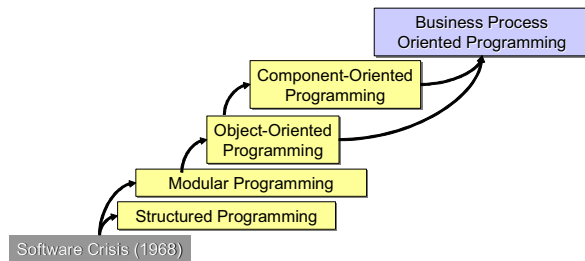 Business Process
Oriented Programming
Component-Oriented
Programming
Object-Oriented
Programming
Modular Programming
Structured Programming
Software Crisis (1968)